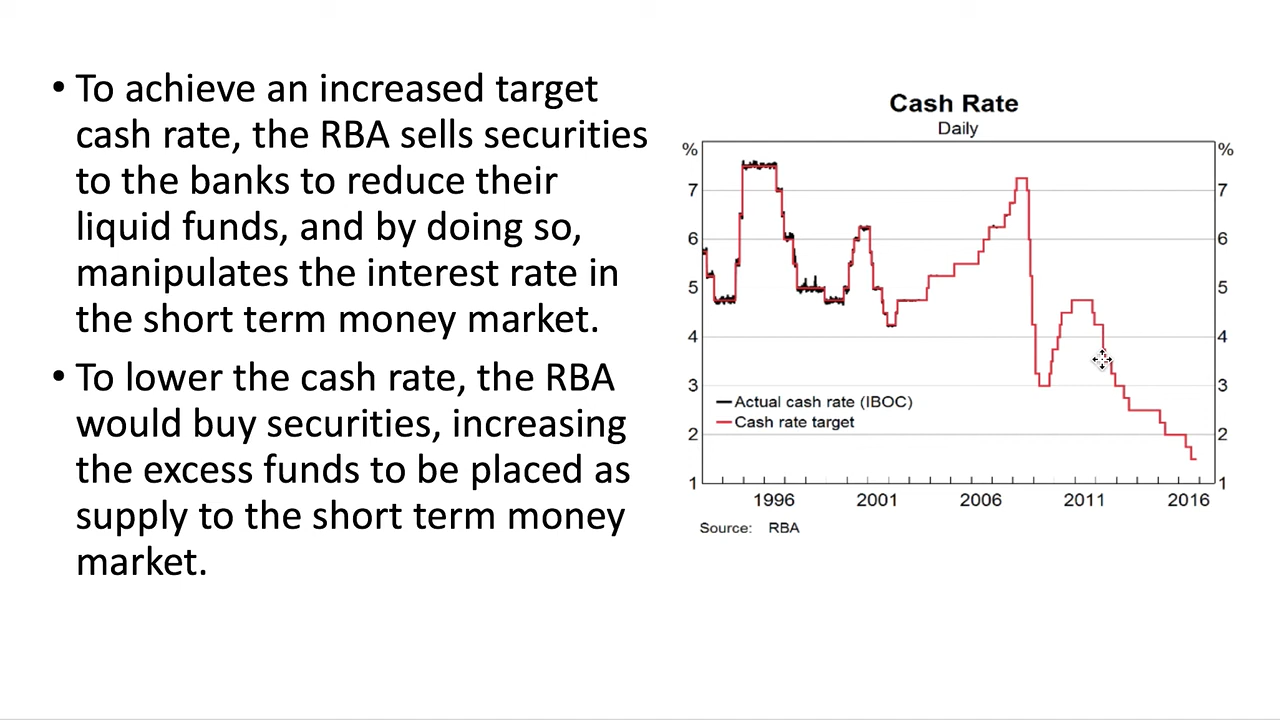 • To achieve an increased target
cash rate, the RBA sells securities
to the banks to reduce their
liquid funds, and by doing so,
manipulates the interest rate in
the short term money market.
• To lower the cash rate, the RBA
would buy securities, increasing
the excess funds to be placed as
supply to the short term money
market.
Cash Rate
Daily
% %
7 7
6 6
5 5
4 4
3 3
Actual cash rate (IBOC)
Cash rate target
2 2
1 1
1996 2001 2006 2011 2016
Source: RBA